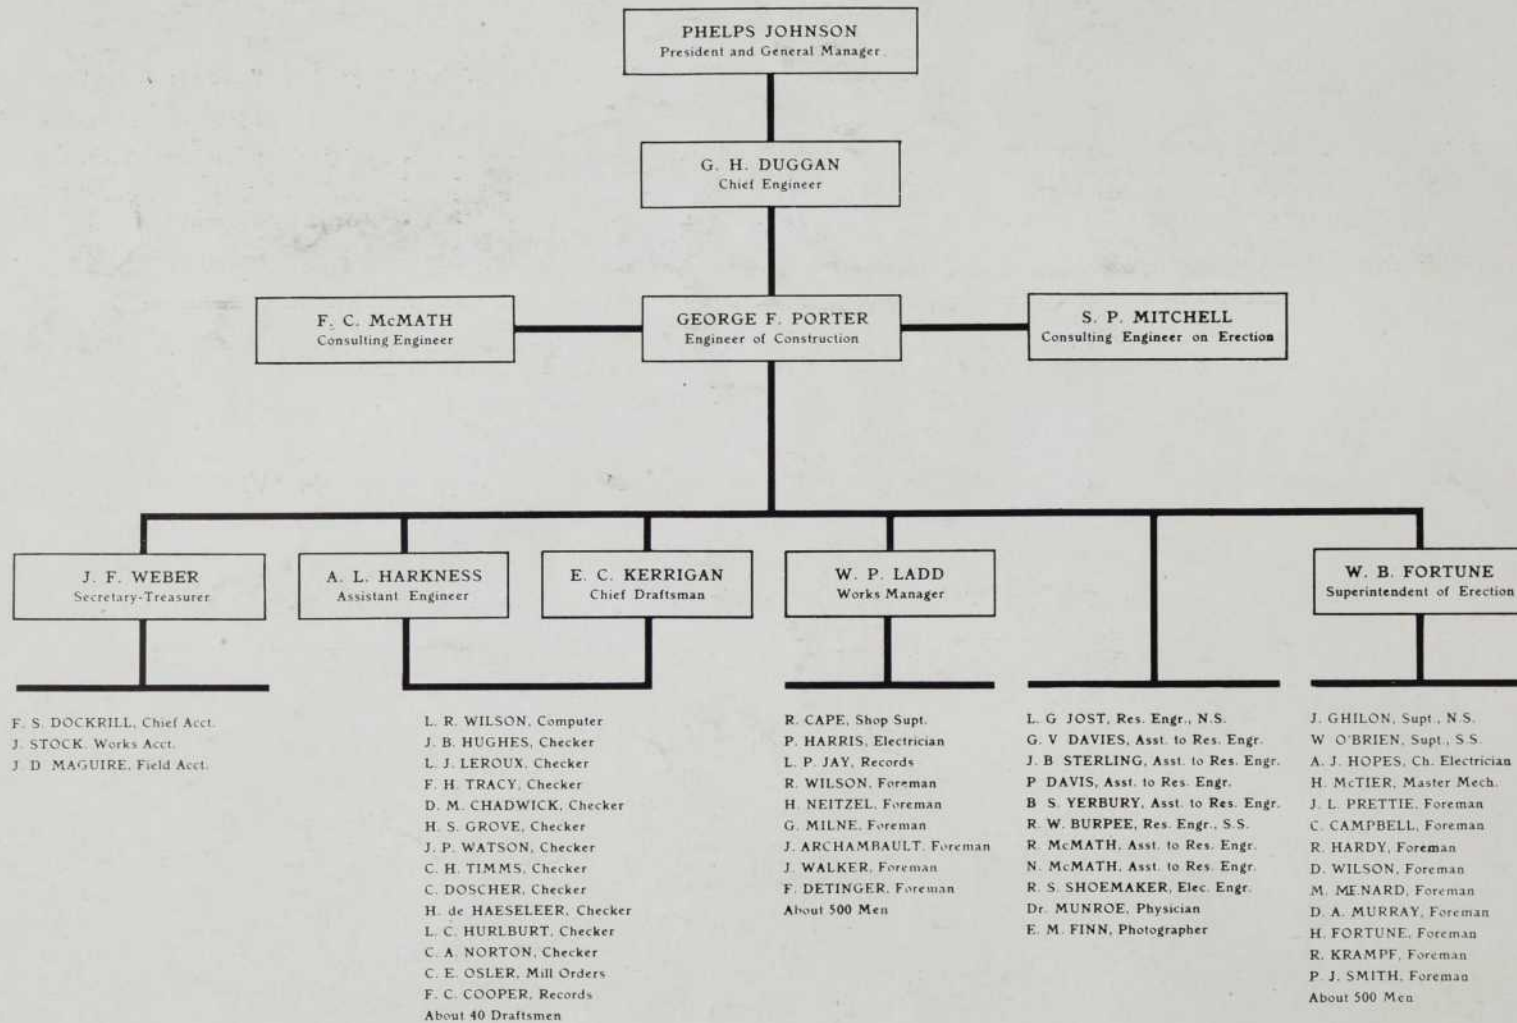 PHELPS JOHNSON
President and General Manager
G. H. DUGGAN
Chief Engineer
F. C. McMATH
Consulting Engineer
GEORGE F. PORTER
Engineer of Construction
S. P. MITCHELL
Consulting Engineer on Erection
J. F. WEBER
Secretary-Treasurer
A. L. HARKNESS
Assistant Engineer
E. C. KERRIGAN
Chief Draftsman
W. P. LADD
Works Manager
W. B. FORTUNE
Superintendent of Erection
F. S. DOCKRILL, Chief Acct.
J. STOCK. Works Acct.
J. D MAGUIRE, Field Acct.
L. R. WILSON, Computer
J. B. HUGHES, Checker
L. J. LEROUX, Checker
F. H. TRACY, Checker
D. M. CHADWICK, Checker
H. S. GROVE, Checker
J. P. WATSON, Checker
C. H. TIMMS, Checker
C. DOSCHER, Checker
H. de HAESELEER, Checker
L. C. HURLBURT, Checker
C. A. NORTON, Checker
C. E. OSLER, Mill Orders
F. C. COOPER, Records
About 40 Draftsmen
R. CAPE, Shop Supt.
P. HARRIS, Electrician
L. P. JAY, Records
R. WILSON, Foreman
H. NEITZEL, Foreman
G. MILNE, Foreman
J. ARCHAMBAULT. Foreman
J. WALKER, Foreman
F. DETINGER, Foreman
About 500 Men
L. G JOST, Res. Engr., N.S.
G. V DAVIES, Asst. to Res. Engr.
J. B STERLING, Asst. to Res. Engr.
P DAVIS, Asst. to Res. Engr.
B S. YERBURY, Asst. to Res. Engr.
R. W. BURPEE, Res. Engr., S.S.
R. McMATH, Asst. to Res. Engr.
N. McMATH, Asst. to Res. Engr.
R. S. SHOEMAKER, Elec. Engr.
Dr. MUNROE, Physician
E. M. FINN, Photographer
J. GHILON, Supt., N.S.
W O'BRIEN, Supt., S.S.
A. J. HOPES, Ch. Electrician
H. McTIER, Master Mech.
J. L. PRETTIE, Foreman
C. CAMPBELL, Foreman
R. HARDY, Foreman
D. WILSON, Foreman
M. MENARD, Foreman
D. A. MURRAY, Foreman
H. FORTUNE, Foreman
R. KRAMPF, Foreman
P. J. SMITH, Foreman
About 500 Men